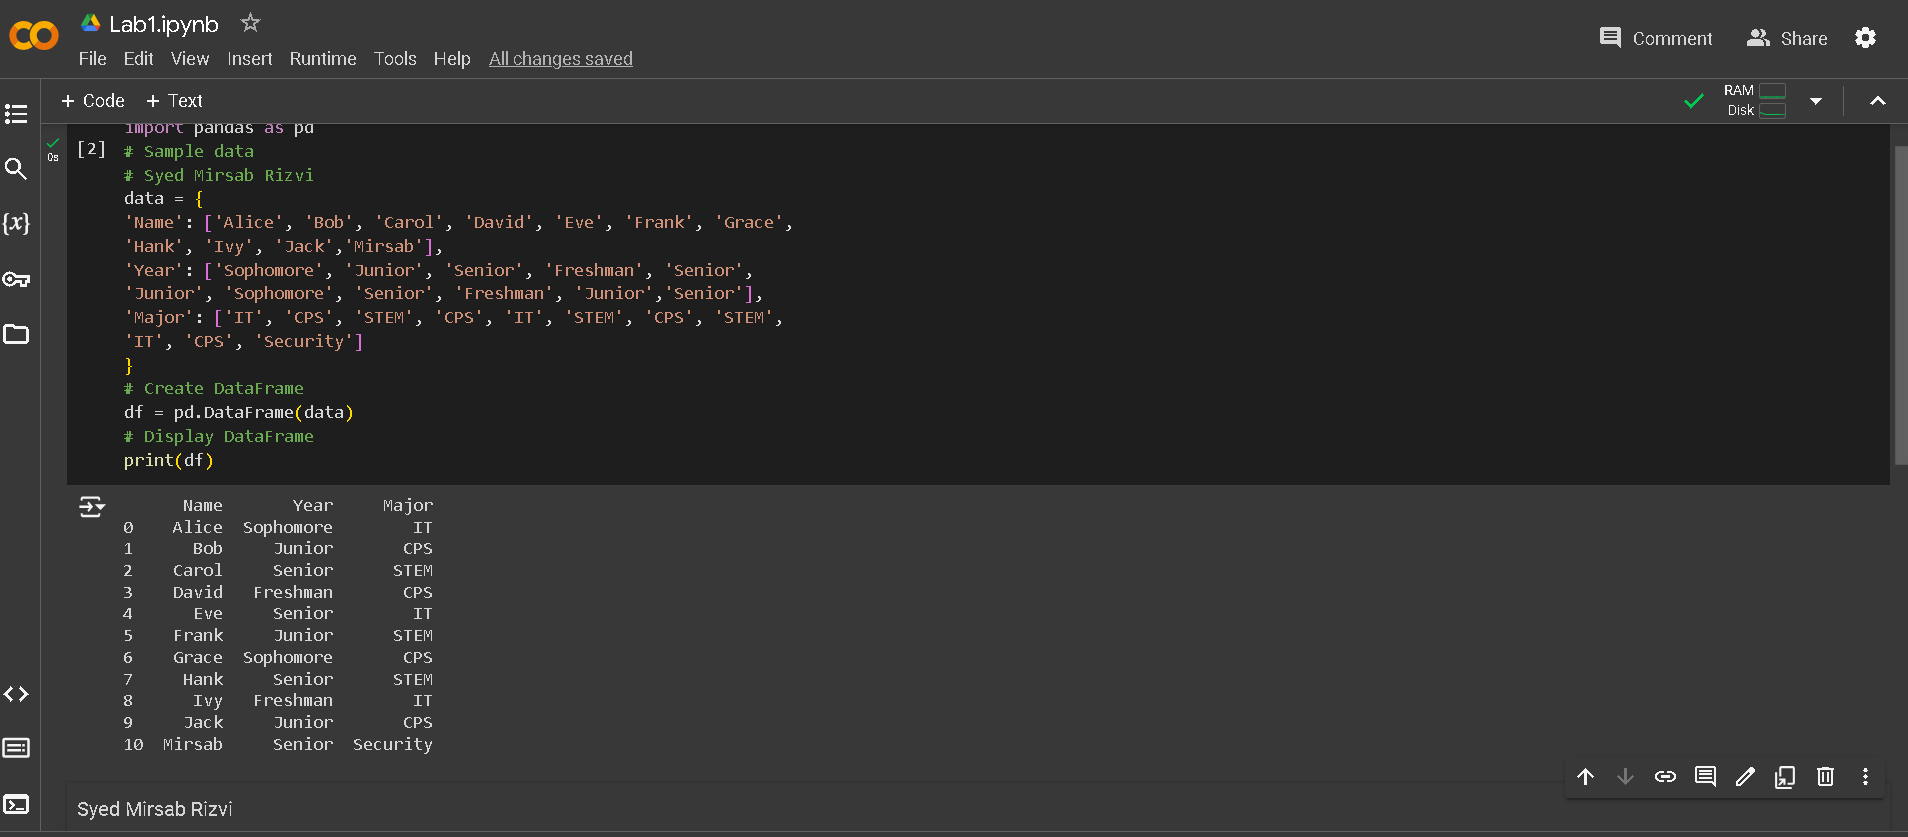 Lab1.ipynb
Comment Share
File Edit View Insert Runtime Tools Help All changes saved
+ Code + Text
RAM
Disk
import pandas as pd
0s
[2] # Sample data
# Syed Mirsab Rizvi
data = {
'Name': ['Alice', 'Bob', 'Carol', 'David', 'Eve', 'Frank', 'Grace',
'Hank', 'Ivy', 'Jack','Mirsab'],
'Year': ['Sophomore', 'Junior', 'Senior', 'Freshman', 'Senior',
'Junior', 'Sophomore', 'Senior', 'Freshman', 'Junior','Senior'],
'Major': ['IT', 'CPS', 'STEM', 'CPS', 'IT', 'STEM', 'CPS', 'STEM',
'IT', 'CPS', 'Security']
}
# Create DataFrame
df = pd.DataFrame(data)
# Display DataFrame
print(df)
Name Year Major
0 Alice Sophomore IT
1 Bob Junior CPS
2 Carol Senior STEM
3 David Freshman CPS
4 Eve Senior IT
5 Frank Junior STEM
6 Grace Sophomore CPS
7 Hank Senior STEM
8 Ivy Freshman IT
9 Jack Junior CPS
10 Mirsab Senior Security
Syed Mirsab Rizvi